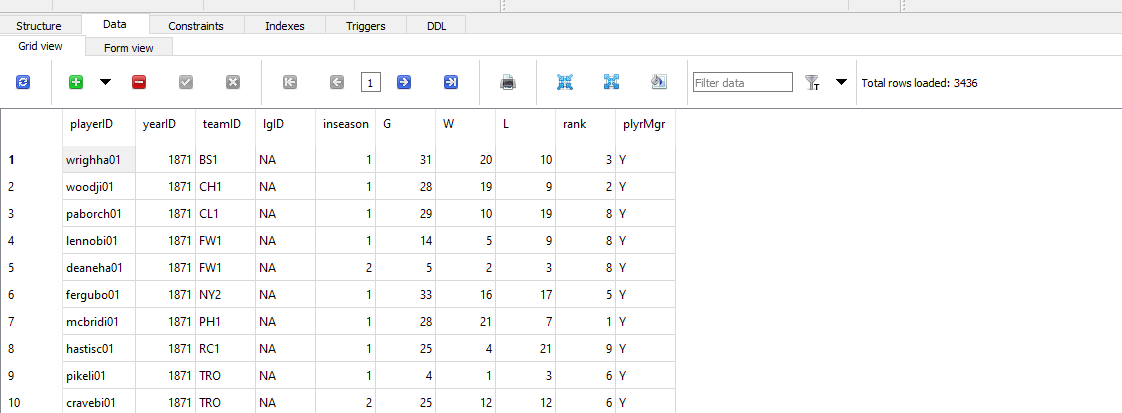 Structure Data Constraints Indexes Triggers DDL
Grid view Form view
1 Filter data T Total rows loaded: 3436
playerID yearID teamID lgID inseason G W L rank plyrMgr
1 wrighha01 1871 BS1 NA 1 31 20 10 3 Y
2 woodji01 1871 CH1 NA 1 28 19 9 2 Y
3 paborch01 1871 CL1 NA 1 29 10 19 8 Y
4 lennobi01 1871 FW1 NA 1 14 5 9 8 Y
5 deaneha01 1871 FW1 NA 2 5 2 3 8 Y
6 fergubo01 1871 NY2 NA 1 33 16 17 5 Y
7 mcbridi01 1871 PH1 NA 1 28 21 7 1 Y
8 hastisc01 1871 RC1 NA 1 25 4 21 9 Y
9 pikeli01 1871 TRO NA 1 4 1 3 6 Y
10 cravebi01 1871 TRO NA 2 25 12 12 6 Y